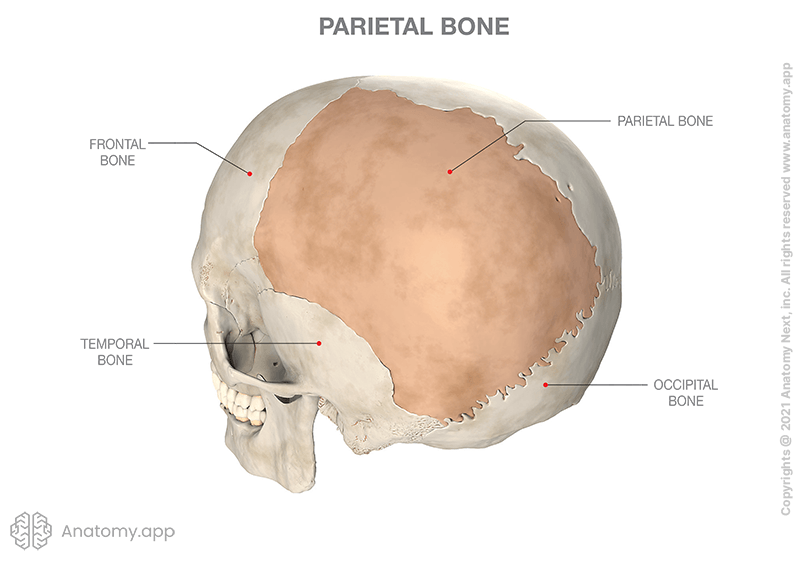 PARIETAL BONE
FRONTAL
BONE
PARIETAL BONE
TEMPORAL
BONE
OCCIPITAL
BONE
Anatomy.app
Copyrights @ 2021 Anatomy Next, inc. All rights reserved www.anatomy.app